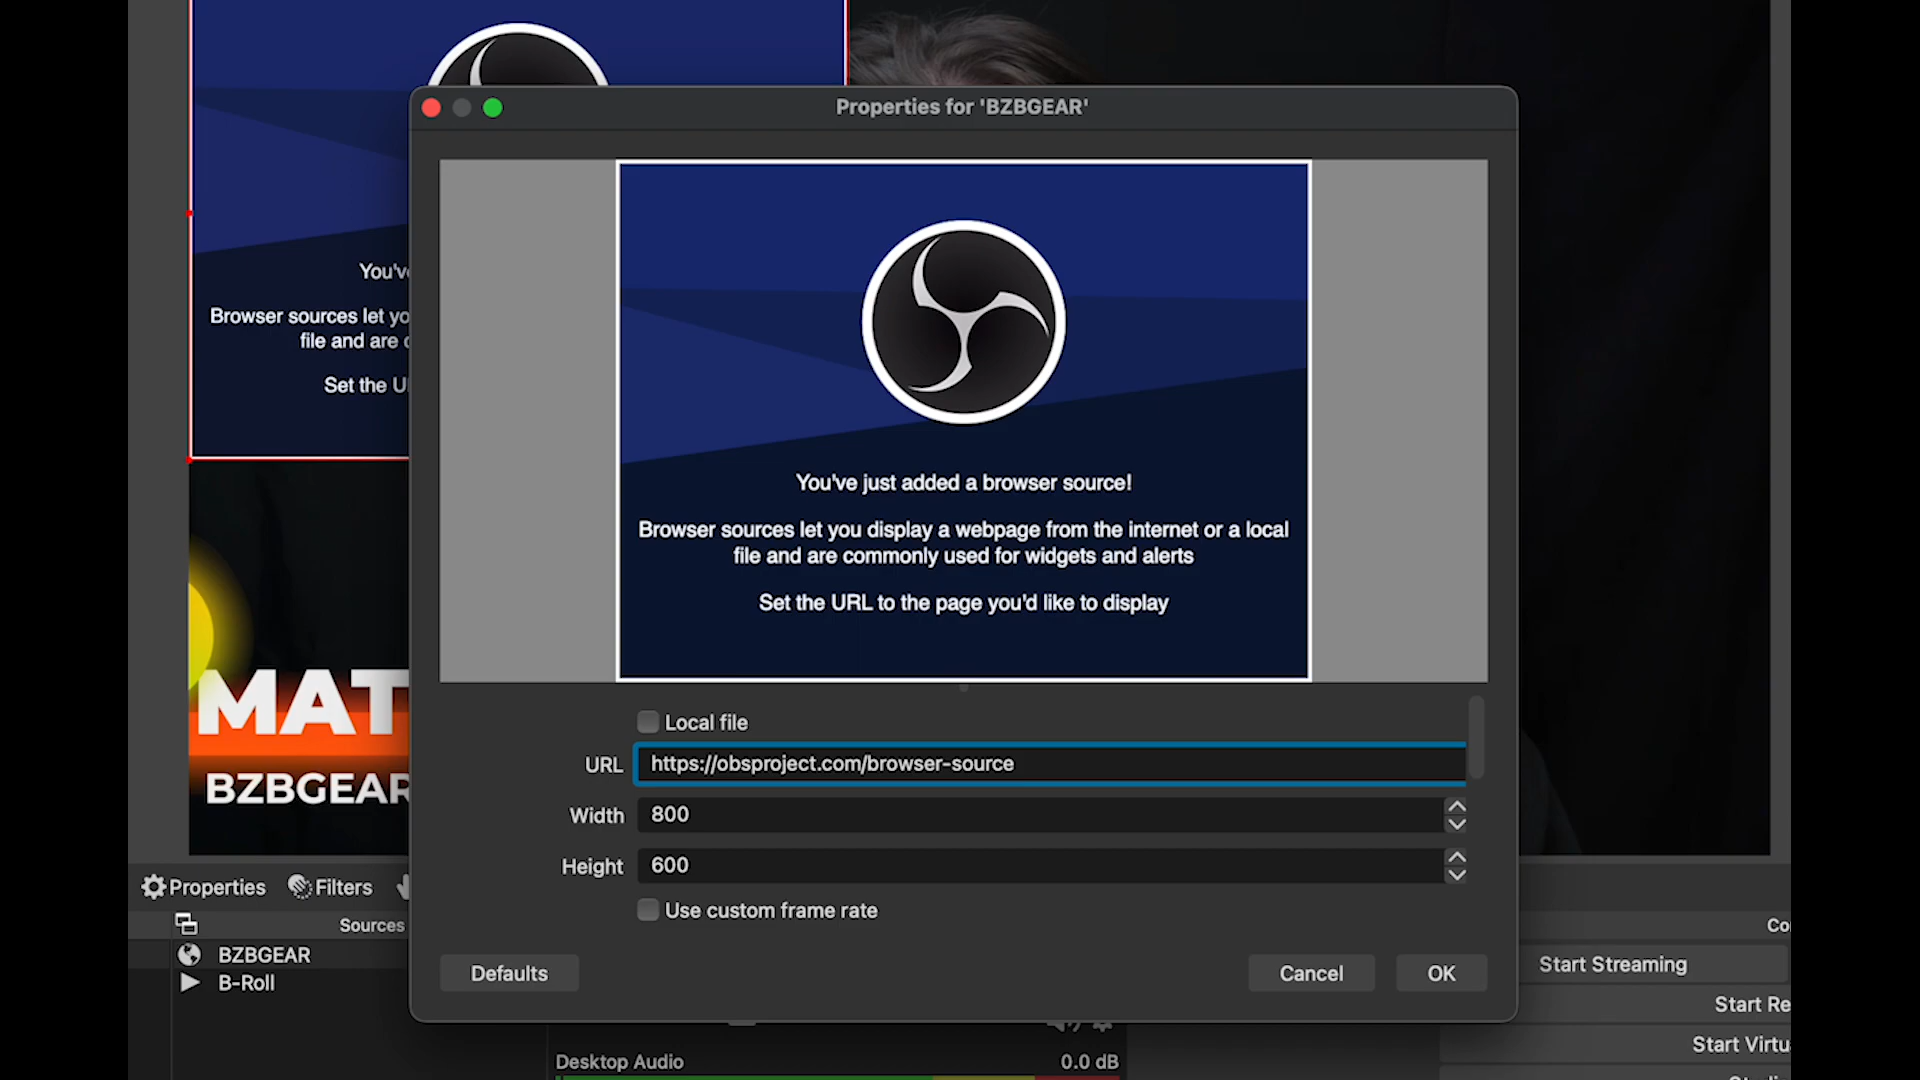 Properties for 'BZBGEAR'
You've just added a browser source!
Browser sources let you display a webpage from the internet or a local
file and are commonly used for widgets and alerts
Set the URL to the page you'd like to display
Local file
URL https://obsproject.com/browser-source
Width 800
Height 600
Use custom frame rate
Defaults Cancel OK
You'v
Browser sources let yo
file and are
Set the U
MAT
BZBGEAR
Properties Filters
Sources
BZBGEAR
B-Roll
Desktop Audio 0.0 dB
Co
Start Streaming
Start Re
Start Virtu